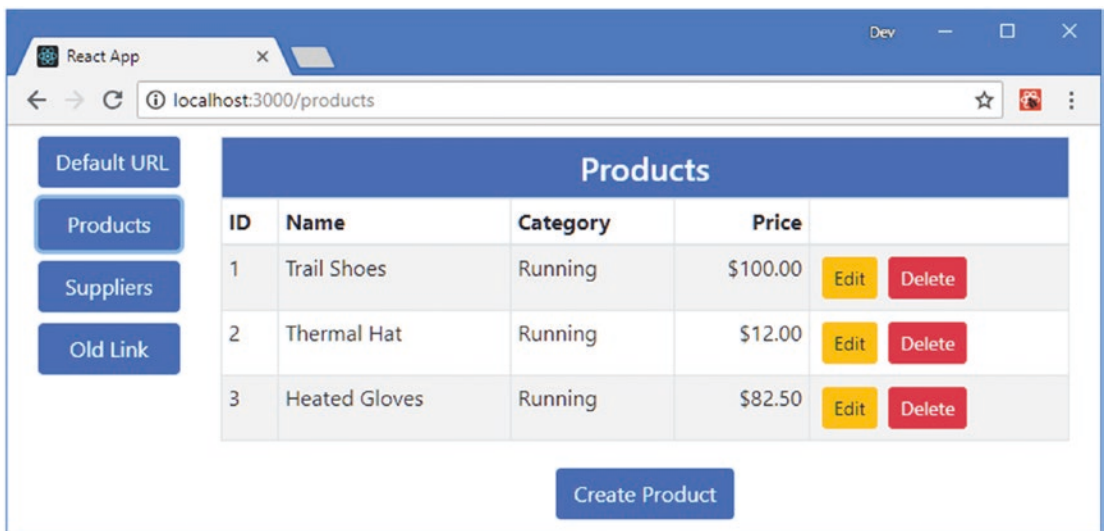 Dev
React App
localhost:3000/products
Default URL
Products
Suppliers
Old Link
Products
ID Name Category Price
1 Trail Shoes Running $100.00 Edit Delete
2 Thermal Hat Running $12.00 Edit Delete
3 Heated Gloves Running $82.50 Edit Delete
Create Product